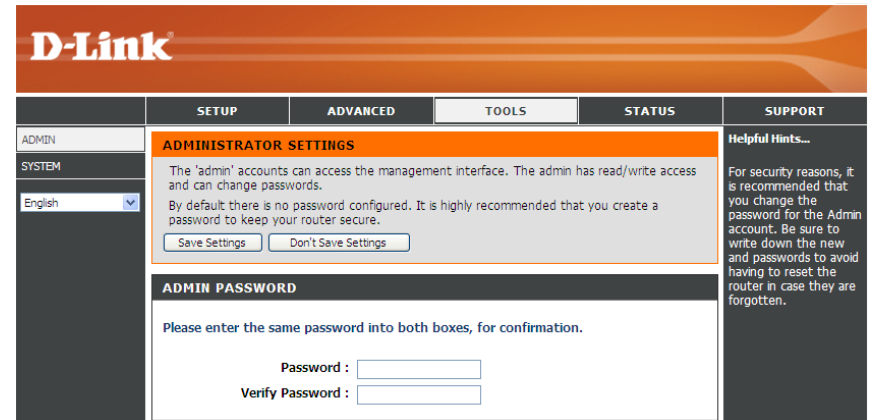 D-Link®
SETUP
ADVANCED
TOOLS
STATUS
SUPPORT
ADMIN
SYSTEM
English
ADMINISTRATOR SETTINGS
The 'admin' accounts can access the management interface. The admin has read/write access
and can change passwords.
By default there is no password configured. It is highly recommended that you create a
password to keep your router secure.
Save Settings
Don't Save Settings
ADMIN PASSWORD
Please enter the same password into both boxes, for confirmation.
Password :
Verify Password :
Helpful Hints...
For security reasons, it
is recommended that
you change the
password for the Admin
account. Be sure to
write down the new
and passwords to avoid
having to reset the
router in case they are
forgotten.